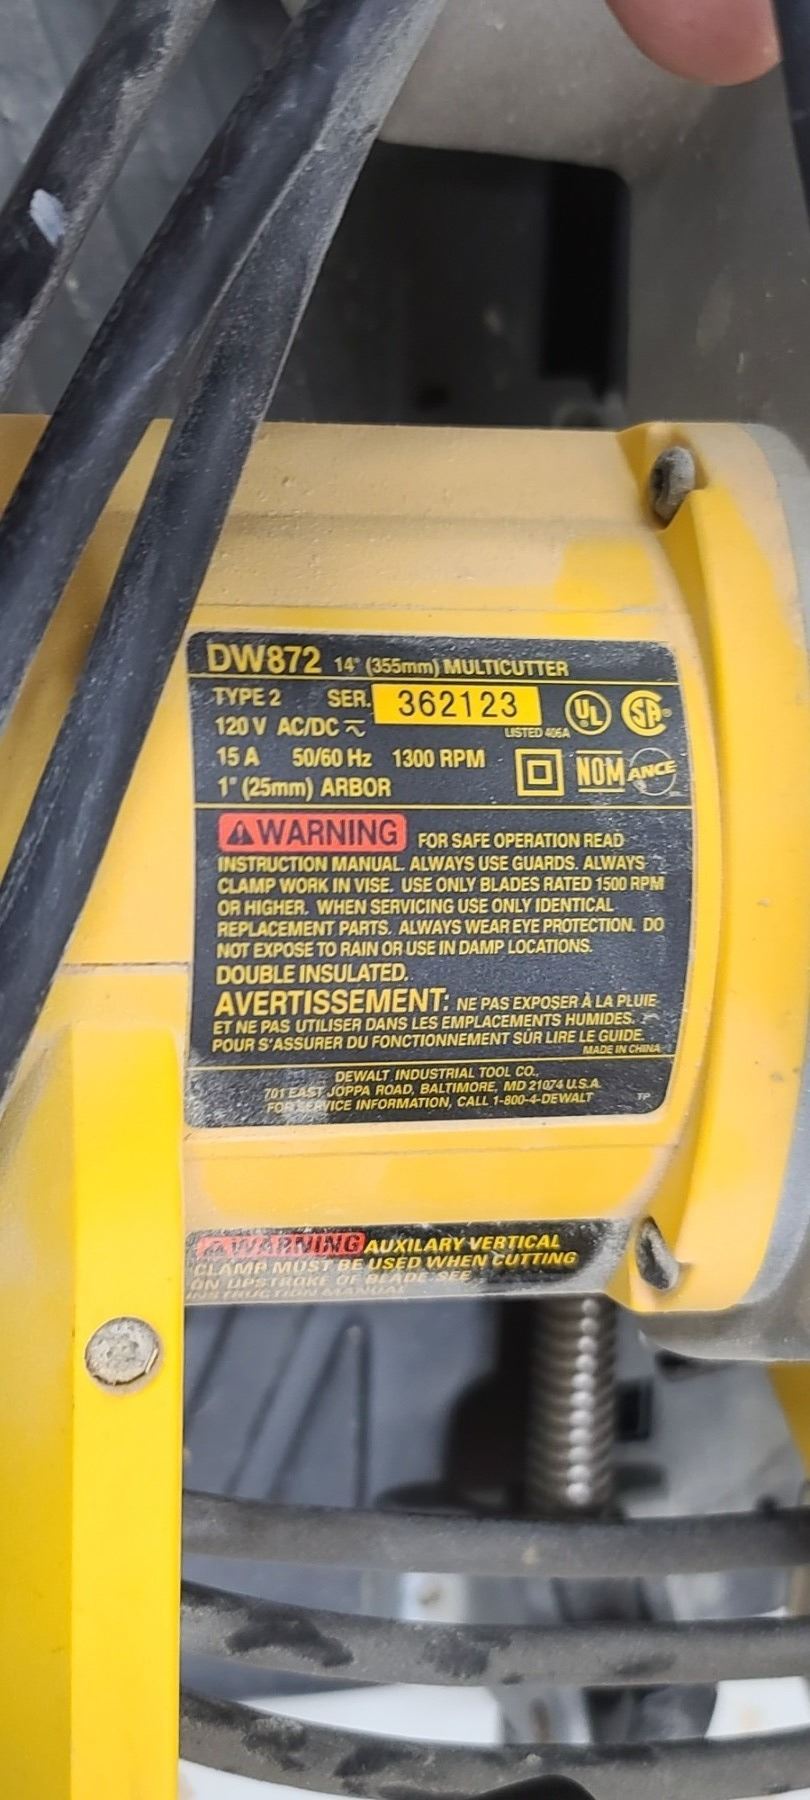 DW872 14" (355mm) MULTICUTTER
TYPE 2 SER. 362123
120 V AC/DC
LISTED 406A
UL SA
15 A 50/60 Hz 1300 RPM
NOM ANCE
1" (25mm) ARBOR
WARNING FOR SAFE OPERATION READ
INSTRUCTION MANUAL. ALWAYS USE GUARDS. ALWAYS
CLAMP WORK IN VISE. USE ONLY BLADES RATED 1500 RPM
OR HIGHER. WHEN SERVICING USE ONLY IDENTICAL
REPLACEMENT PARTS. ALWAYS WEAR EYE PROTECTION. DO
NOT EXPOSE TO RAIN OR USE IN DAMP LOCATIONS.
DOUBLE INSULATED.
AVERTISSEMENT: NE PAS EXPOSER À LA PLUIE
ET NE PAS UTILISER DANS LES EMPLACEMENTS HUMIDES.
POUR S'ASSURER DU FONCTIONNEMENT SÛR LIRE LE GUIDE.
MADE IN CHINA
DEWALT INDUSTRIAL TOOL CO.,
701 EAST JOPPA ROAD, BALTIMORE, MD 21074 U.S.A.
FOR SERVICE INFORMATION, CALL 1-800-4-DEWALT TP
WARNING AUXILARY VERTICAL
CLAMP MUST BE USED WHEN CUTTING
ON UPSTROKE OF BLADE SEE
INSTRUCTION MANUAL